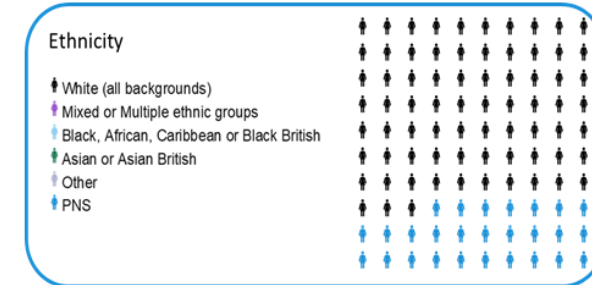 Ethnicity
White (all backgrounds)
Mixed or Multiple ethnic groups
Black, African, Caribbean or Black British
Asian or Asian British
Other
PNS